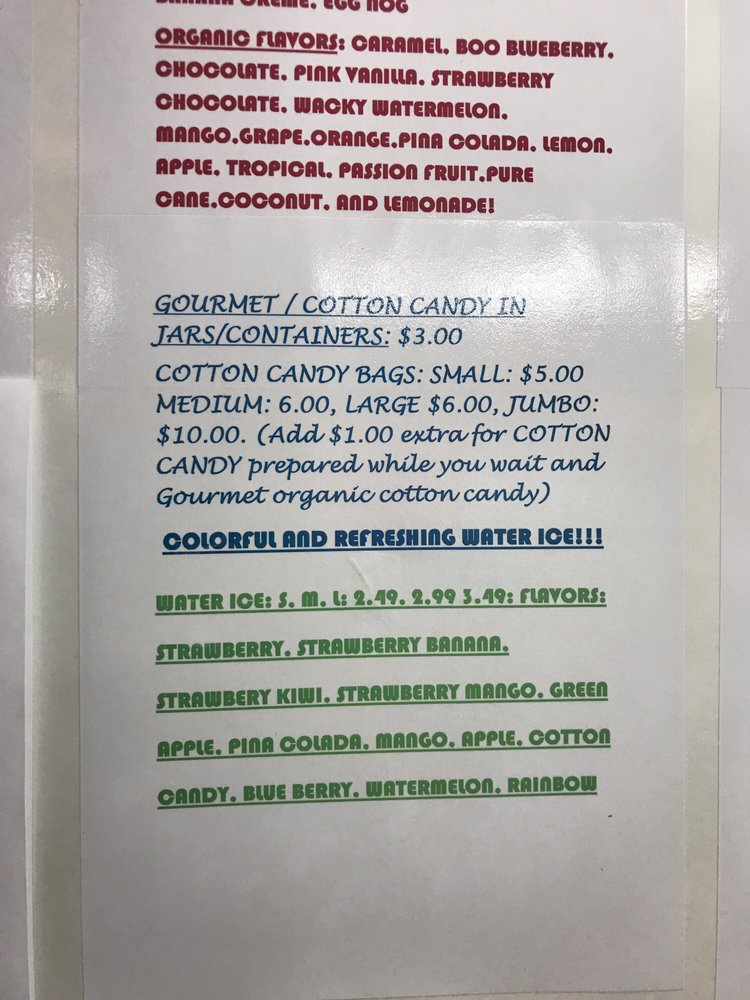 BANANA CREME, EGG NOG
ORGANIC FLAVORS: CARAMEL, BOO BLUEBERRY,
CHOCOLATE, PINK VANILLA, STRAWBERRY
CHOCOLATE, WACKY WATERMELON,
MANGO,GRAPE,ORANGE,PINA COLADA, LEMON,
APPLE, TROPICAL, PASSION FRUIT,PURE
CANE,COCONUT, AND LEMONADE!
GOURMET / COTTON CANDY IN
JARS/CONTAINERS: $3.00
COTTON CANDY BAGS: SMALL: $5.00
MEDIUM: 6.00, LARGE $6.00, JUMBO:
$10.00. (Add $1.00 extra for COTTON
CANDY prepared while you wait and
Gourmet organic cotton candy)
COLORFUL AND REFRESHING WATER ICE!!!
WATER ICE: S, M, L: 2.49, 2.99 3.49: FLAVORS:
STRAWBERRY, STRAWBERRY BANANA,
STRAWBERY KIWI, STRAWBERRY MANGO, GREEN
APPLE, PINA COLADA, MANGO, APPLE, COTTON
CANDY, BLUE BERRY, WATERMELON, RAINBOW